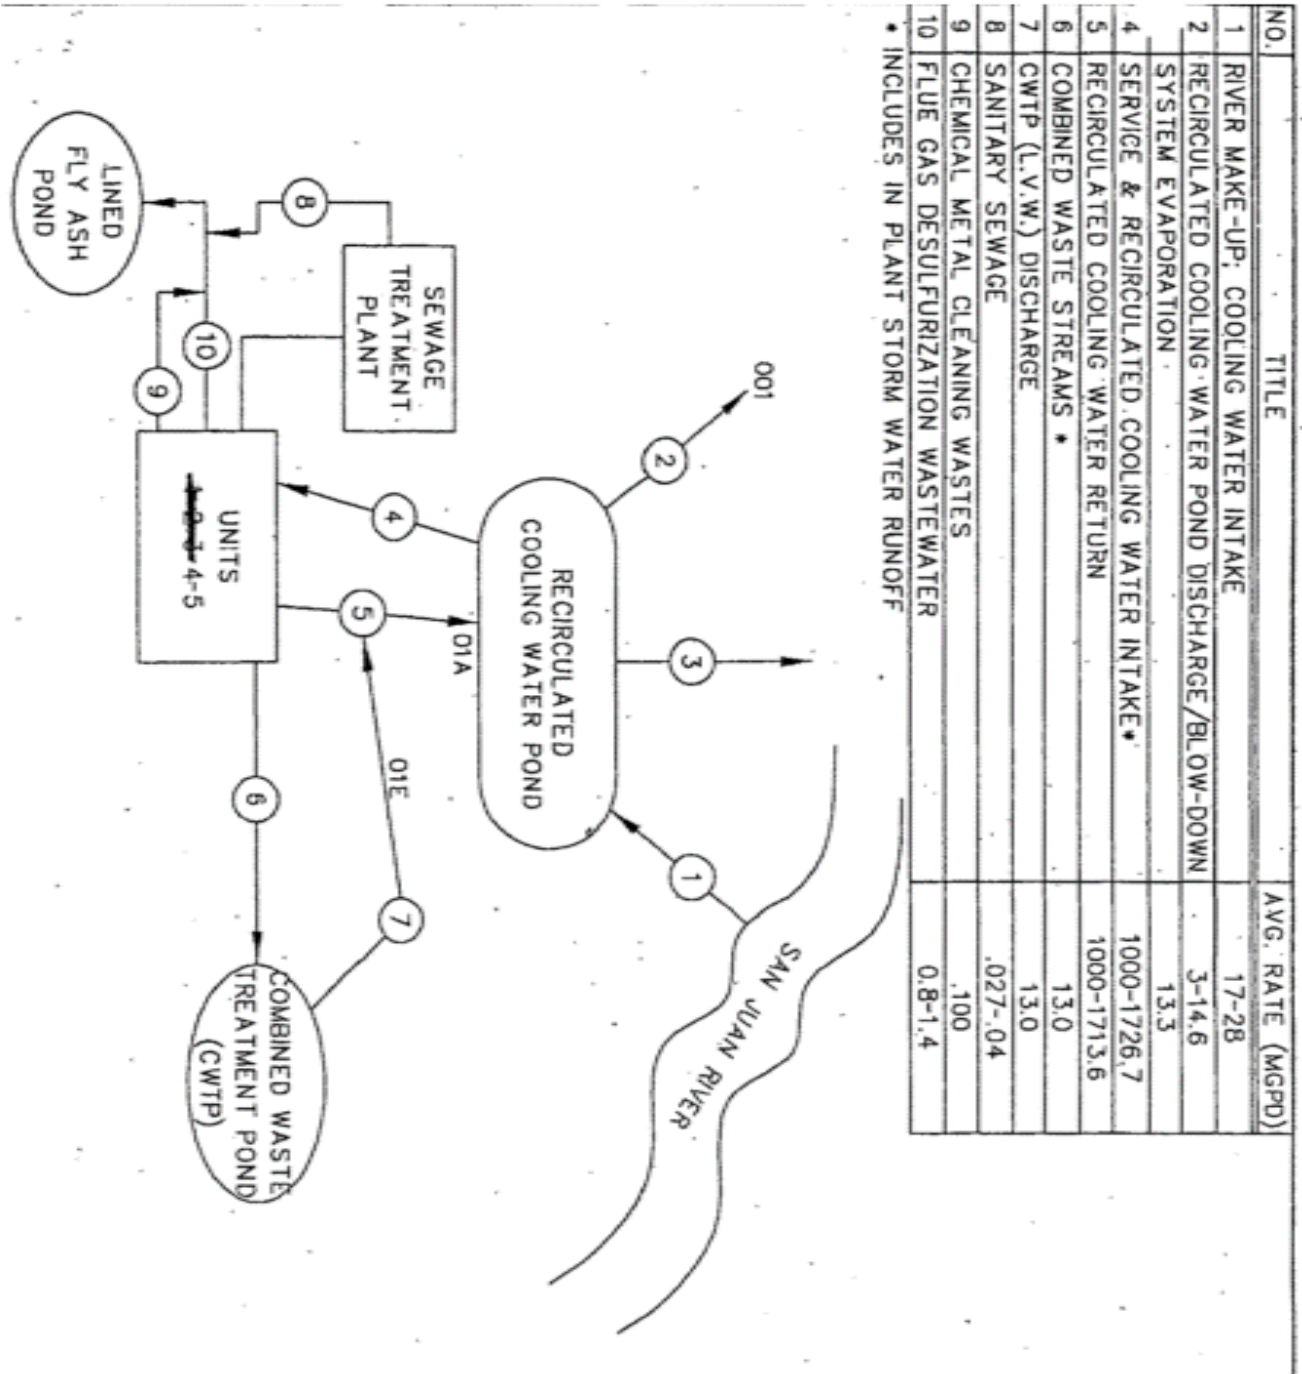 NO. TITLE AVG. RATE (MGPD)
1 RIVER MAKE-UP; COOLING WATER INTAKE 17-28
2 RECIRCULATED COOLING WATER POND DISCHARGE/BLOW-DOWN 3-14.6
SYSTEM EVAPORATION 13.3
4 SERVICE & RECIRCULATED COOLING WATER INTAKE* 1000-1726.7
5 RECIRCULATED COOLING WATER RETURN 1000-1713.6
6 COMBINED WASTE STREAMS * 13.0
7 CWTP (L.V.W.) DISCHARGE 13.0
8 SANITARY SEWAGE .027-.04
9 CHEMICAL METAL CLEANING WASTES .100
10 FLUE GAS DESULFURIZATION WASTEWATER 0.8-1.4
* INCLUDES IN PLANT STORM WATER RUNOFF
001
2
3
1
SAN JUAN RIVER
RECIRCULATED
COOLING WATER POND
01A
4
5
01E
7
SEWAGE
TREATMENT
PLANT
8
10
9
LINED
FLY ASH
POND
UNITS
4-5
6
COMBINED WASTE
TREATMENT POND
(CWTP)